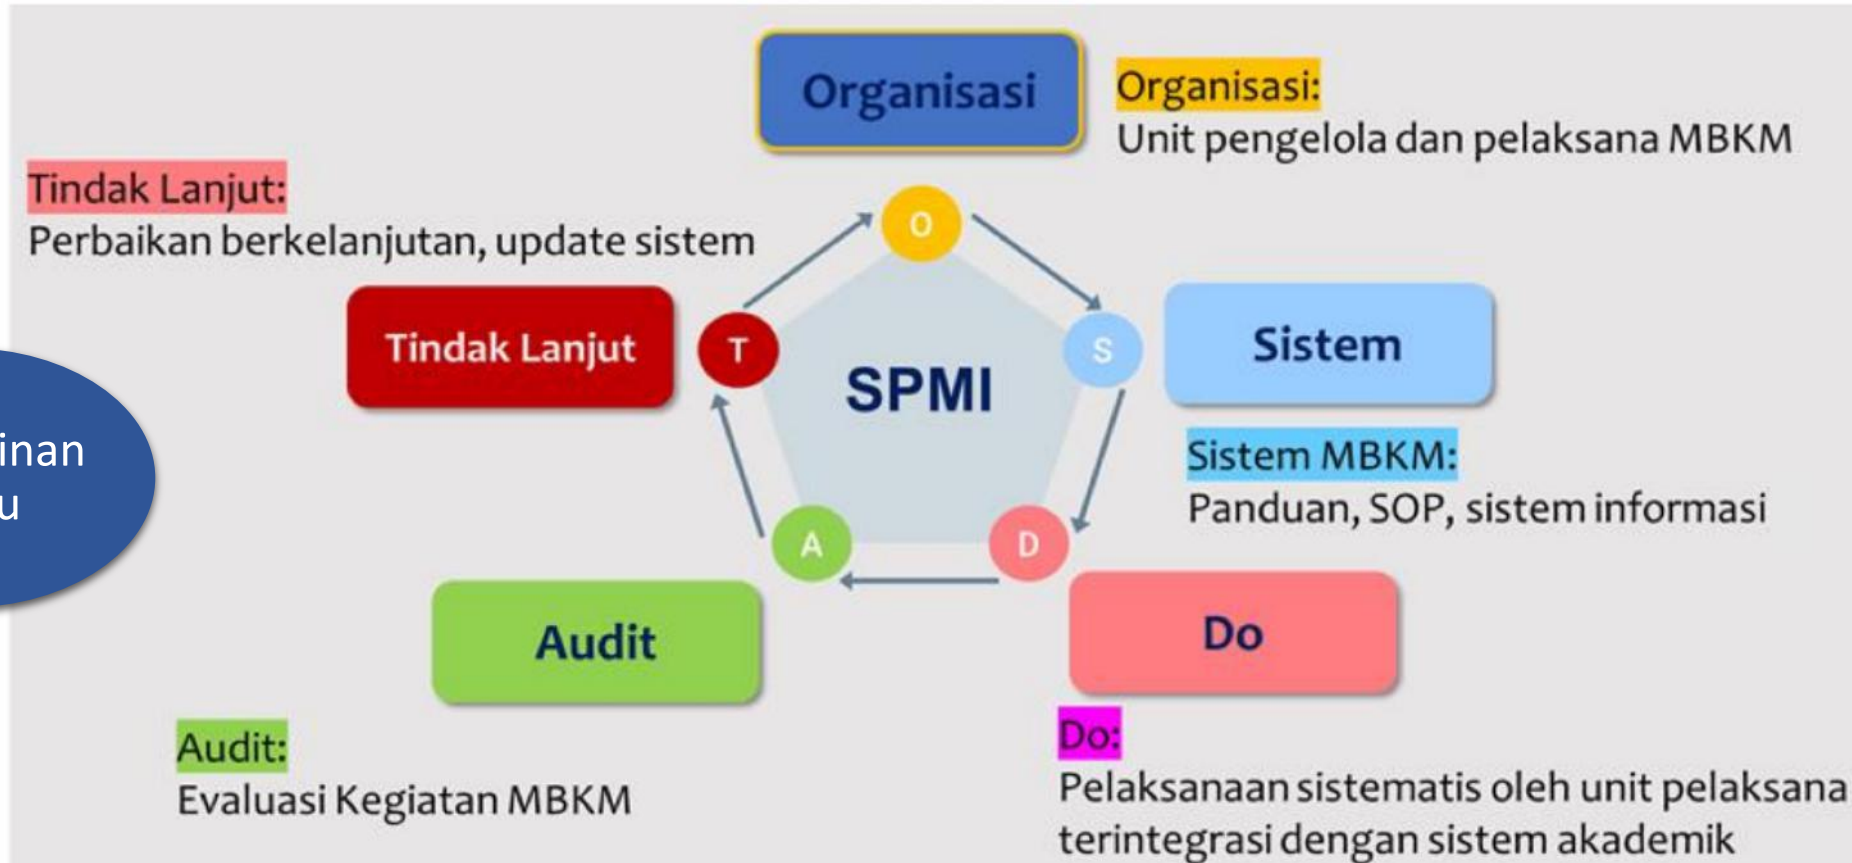 Organisasi
Organisasi:
Unit pengelola dan pelaksana MBKM
Tindak Lanjut:
Perbaikan berkelanjutan, update sistem
O
Tindak Lanjut
T
SPMI
S
Sistem
inan
u
Sistem MBKM:
Panduan, SOP, sistem informasi
A
D
Audit
Do
Audit:
Evaluasi Kegiatan MBKM
Do:
Pelaksanaan sistematis oleh unit pelaksana
terintegrasi dengan sistem akademik